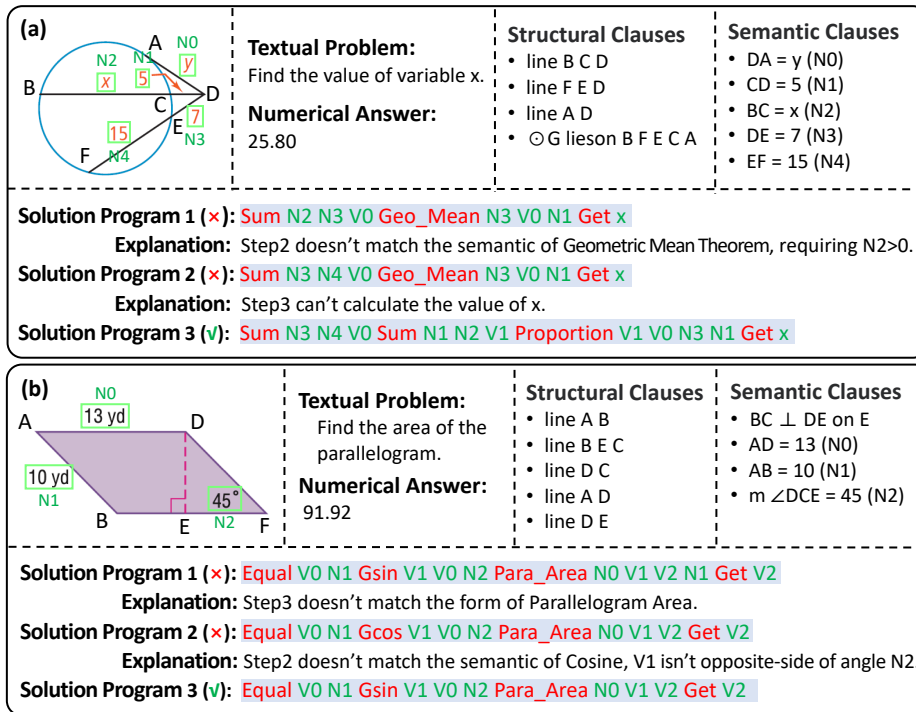 (a)
A
N0
y
N2
N1
x
5
B
C
D
7
E
N3
15
F
N4
Textual Problem:
Find the value of variable x.
Numerical Answer:
25.80
Structural Clauses
• line B C D
• line F E D
• line A D
• ⊙G lieson B F E C A
Semantic Clauses
• DA = y (N0)
• CD = 5 (N1)
• BC = x (N2)
• DE = 7 (N3)
• EF = 15 (N4)
Solution Program 1 (×): Sum N2 N3 V0 Geo_Mean N3 V0 N1 Get x
Explanation: Step2 doesn't match the semantic of Geometric Mean Theorem, requiring N2>0.
Solution Program 2 (×): Sum N3 N4 V0 Geo_Mean N3 V0 N1 Get x
Explanation: Step3 can't calculate the value of x.
Solution Program 3 (√): Sum N3 N4 V0 Sum N1 N2 V1 Proportion V1 V0 N3 N1 Get x
(b)
N0
13 yd
A
D
10 yd
N1
45°
B
E
N2
F
Textual Problem:
Find the area of the
parallelogram.
Numerical Answer:
91.92
Structural Clauses
• line A B
• line B E C
• line D C
• line A D
• line D E
Semantic Clauses
• BC ⊥ DE on E
• AD = 13 (N0)
• AB = 10 (N1)
• m ∠DCE = 45 (N2)
Solution Program 1 (×): Equal V0 N1 Gsin V1 V0 N2 Para_Area N0 V1 V2 N1 Get V2
Explanation: Step3 doesn't match the form of Parallelogram Area.
Solution Program 2 (×): Equal V0 N1 Gcos V1 V0 N2 Para_Area N0 V1 V2 Get V2
Explanation: Step2 doesn't match the semantic of Cosine, V1 isn't opposite-side of angle N2.
Solution Program 3 (√): Equal V0 N1 Gsin V1 V0 N2 Para_Area N0 V1 V2 Get V2